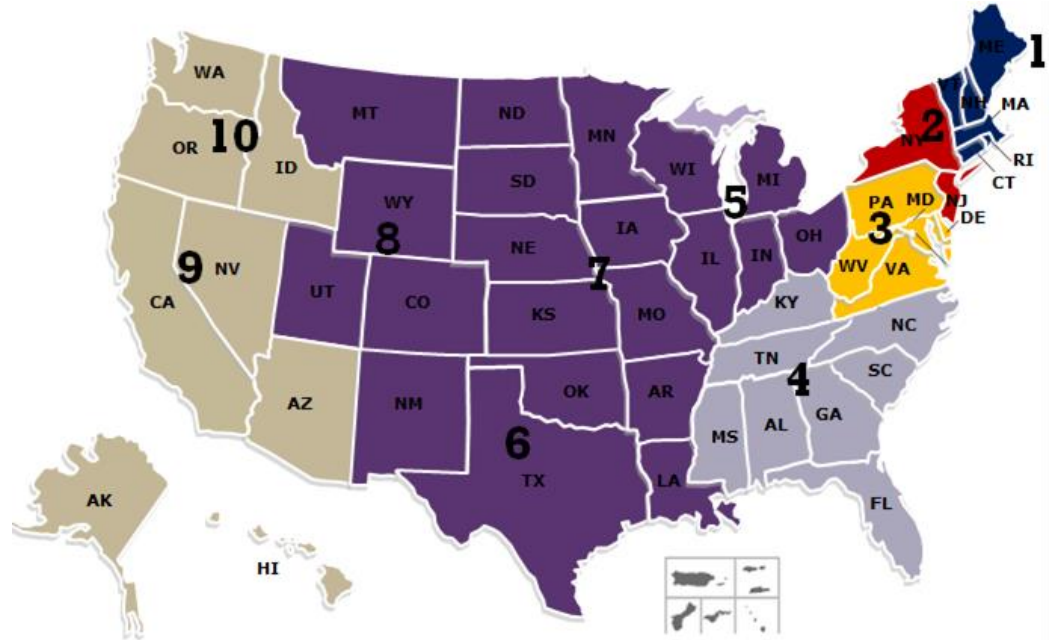 ME
1
WA
VT
NH
MA
MT
ND
MN
2
NY
OR
10
ID
WI
MI
RI
CT
SD
WY
5
PA
MD
NJ
DE
3
8
NE
IA
OH
IL
IN
WV
VA
9
NV
7
UT
CO
CA
KS
MO
KY
NC
TN
4
SC
AZ
NM
OK
AR
GA
AL
MS
6
TX
LA
FL
AK
HI